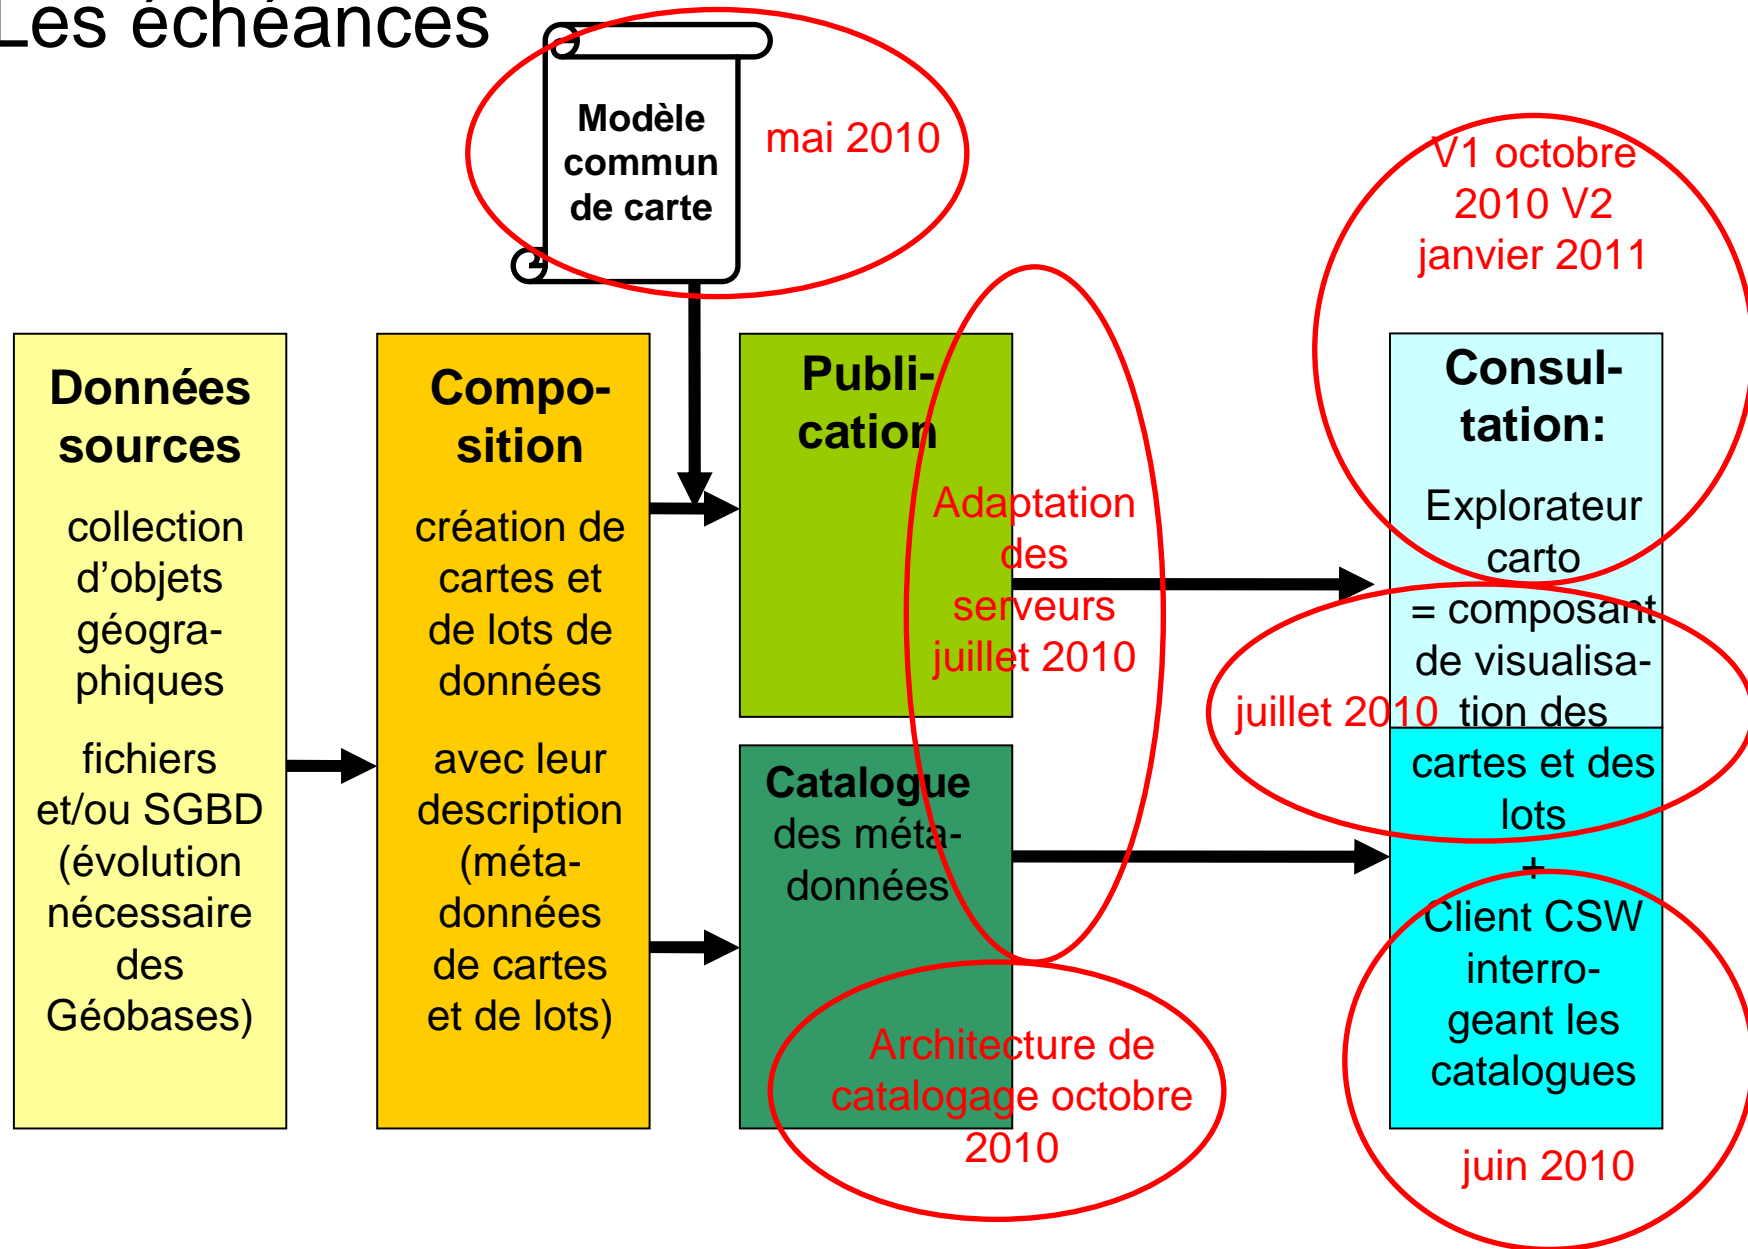 Les échéances
Modèle
commun
de carte
mai 2010
V1 octobre
2010 V2
janvier 2011
Données
sources
collection
d'objets
géogra-
phiques
fichiers
et/ou SGBD
(évolution
nécessaire
des
Géobases)
Compo-
sition
création de
cartes et
de lots de
données
avec leur
description
(méta-
données
de cartes
et de lots)
Publi-
cation
Adaptation
des
serveurs
juillet 2010
Catalogue
des méta-
données
Architecture de
catalogage octobre
2010
Consul-
tation:
Explorateur
carto
= composant
de visualisa-
juillet 2010
tion des
cartes et des
lots
+
Client CSW
interro-
geant les
catalogues
juin 2010